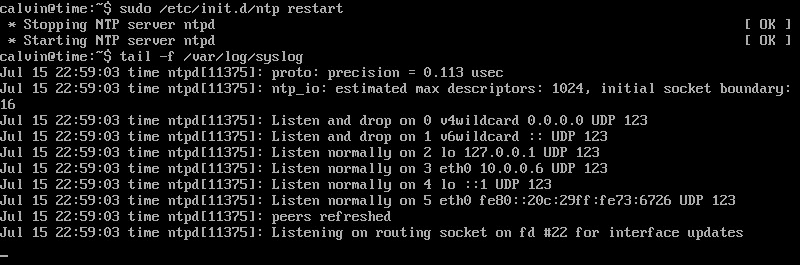 calvin@time:~$ sudo /etc/init.d/ntp restart
 * Stopping NTP server ntpd [ OK ]
 * Starting NTP server ntpd [ OK ]
calvin@time:~$ tail -f /var/log/syslog
Jul 15 22:59:03 time ntpd[11375]: proto: precision = 0.113 usec
Jul 15 22:59:03 time ntpd[11375]: ntp_io: estimated max descriptors: 1024, initial socket boundary:
16
Jul 15 22:59:03 time ntpd[11375]: Listen and drop on 0 v4wildcard 0.0.0.0 UDP 123
Jul 15 22:59:03 time ntpd[11375]: Listen and drop on 1 v6wildcard :: UDP 123
Jul 15 22:59:03 time ntpd[11375]: Listen normally on 2 lo 127.0.0.1 UDP 123
Jul 15 22:59:03 time ntpd[11375]: Listen normally on 3 eth0 10.0.0.6 UDP 123
Jul 15 22:59:03 time ntpd[11375]: Listen normally on 4 lo ::1 UDP 123
Jul 15 22:59:03 time ntpd[11375]: Listen normally on 5 eth0 fe80::20c:29ff:fe73:6726 UDP 123
Jul 15 22:59:03 time ntpd[11375]: peers refreshed
Jul 15 22:59:03 time ntpd[11375]: Listening on routing socket on fd #22 for interface updates